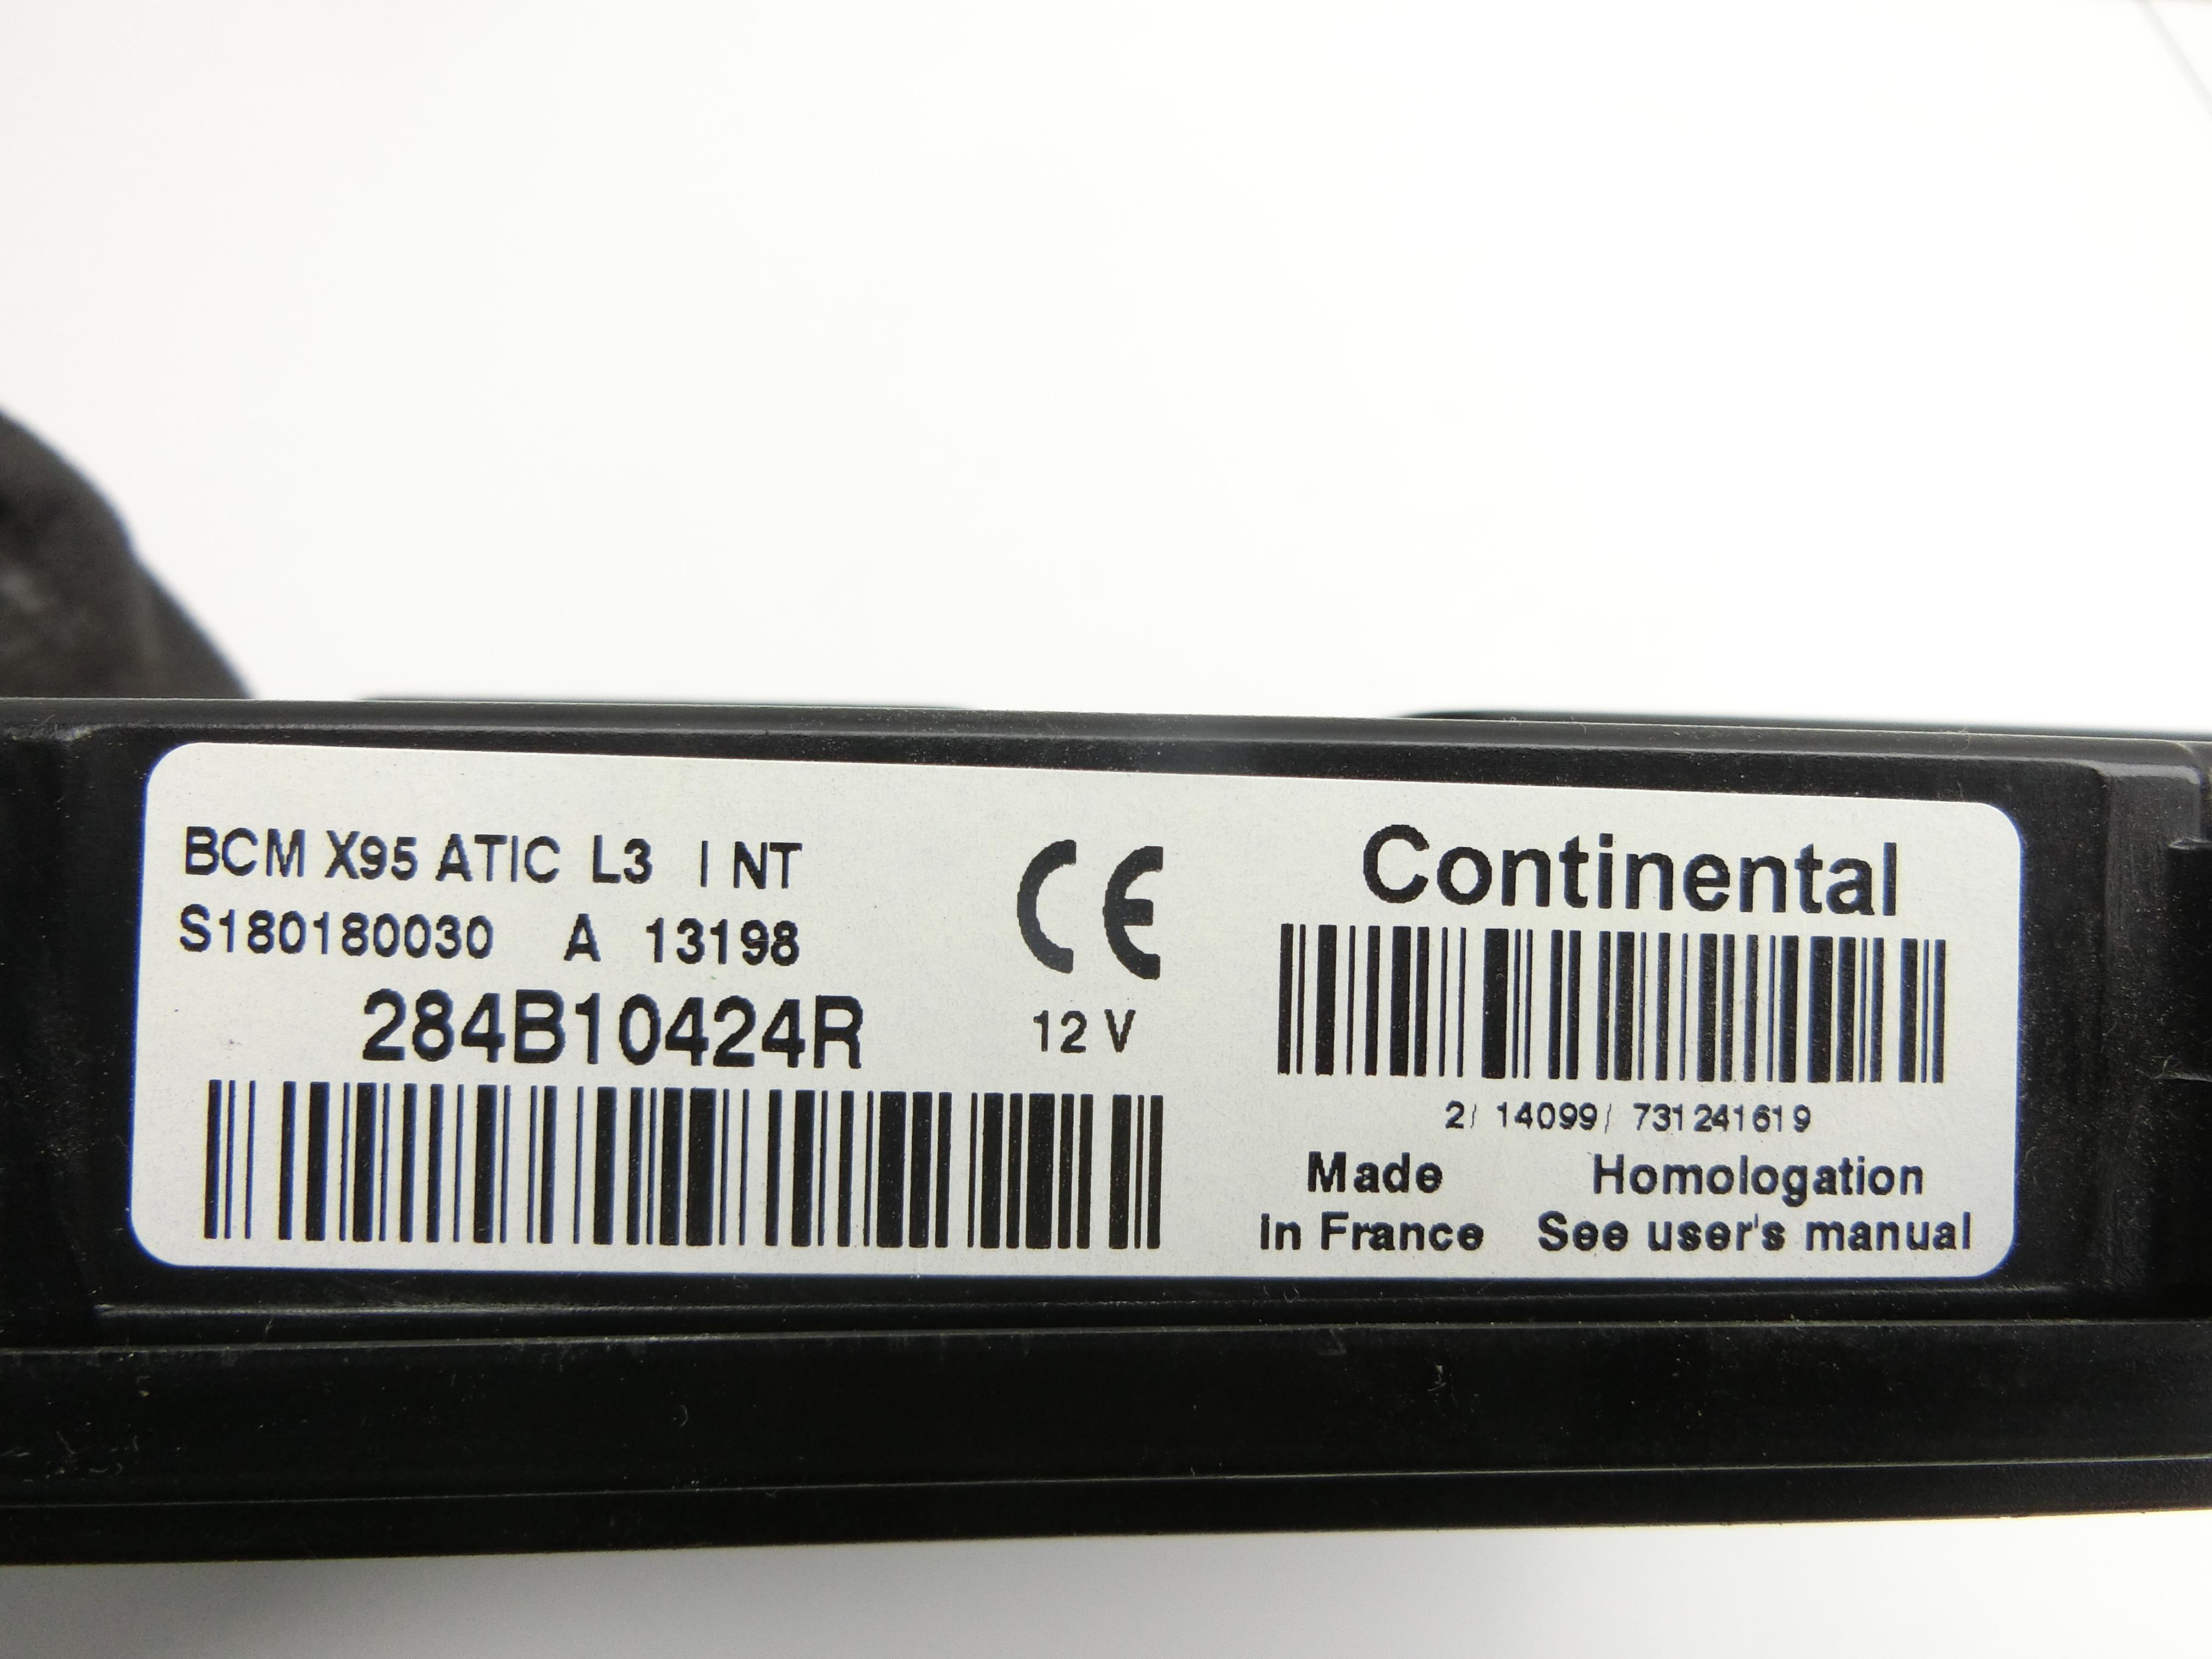 BCM X95 ATIC L3 I NT
S180180030 A 13198
284B10424R
CE
12 V
Continental
2/ 14099/ 731241619
Made in France
Homologation See user's manual